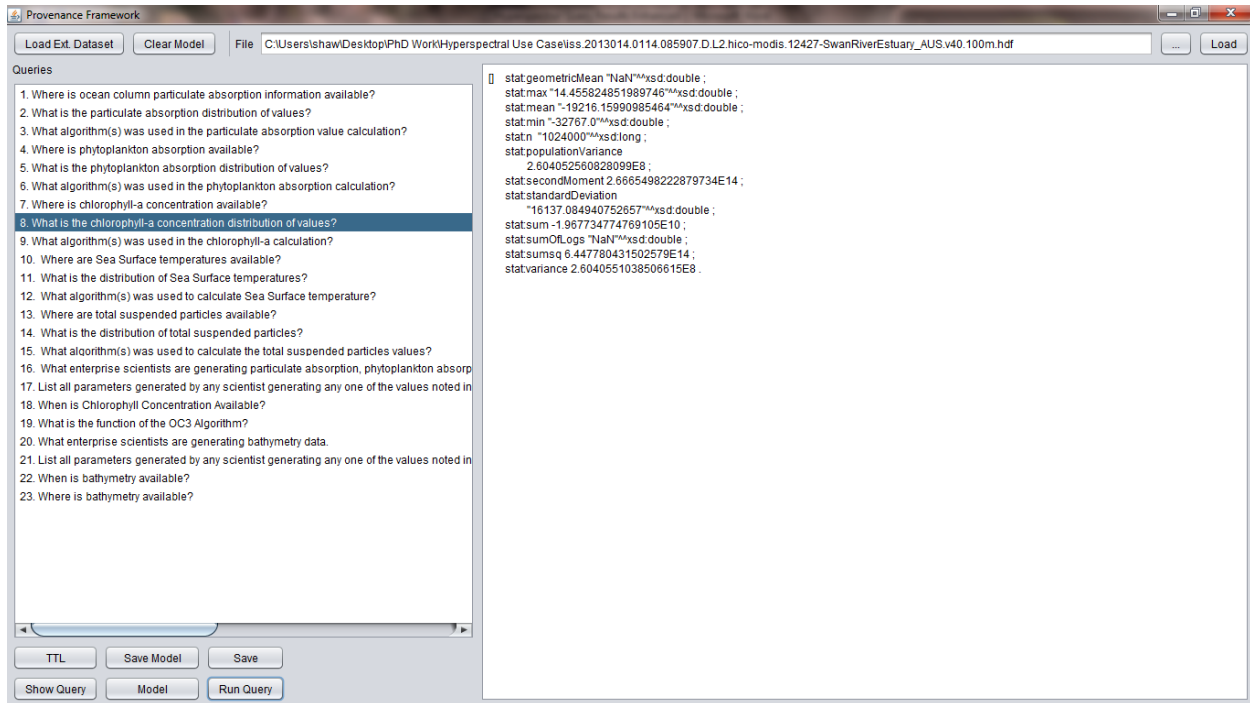 Provenance Framework
Load Ext. Dataset Clear Model File C:\Users\shaw\Desktop\PhD Work\Hyperspectral Use Case\iss.2013014.0114.085907.D.L2.hico-modis.12427-SwanRiverEstuary_AUS.v40.100m.hdf ... Load
Queries
1. Where is ocean column particulate absorption information available?
2. What is the particulate absorption distribution of values?
3. What algorithm(s) was used in the particulate absorption value calculation?
4. Where is phytoplankton absorption available?
5. What is the phytoplankton absorption distribution of values?
6. What algorithm(s) was used in the phytoplankton absorption calculation?
7. Where is chlorophyll-a concentration available?
8. What is the chlorophyll-a concentration distribution of values?
9. What algorithm(s) was used in the chlorophyll-a calculation?
10. Where are Sea Surface temperatures available?
11. What is the distribution of Sea Surface temperatures?
12. What algorithm(s) was used to calculate Sea Surface temperature?
13. Where are total suspended particles available?
14. What is the distribution of total suspended particles?
15. What algorithm(s) was used to calculate the total suspended particles values?
16. What enterprise scientists are generating particulate absorption, phytoplankton absorp
17. List all parameters generated by any scientist generating any one of the values noted in
18. When is Chlorophyll Concentration Available?
19. What is the function of the OC3 Algorithm?
20. What enterprise scientists are generating bathymetry data.
21. List all parameters generated by any scientist generating any one of the values noted in
22. When is bathymetry available?
23. Where is bathymetry available?
TTL Save Model Save
Show Query Model Run Query
[] stat:geometricMean "NaN"^^xsd:double ;
stat:max "14.455824851989746"^^xsd:double ;
stat:mean "-19216.15990985464"^^xsd:double ;
stat:min "-32767.0"^^xsd:double ;
stat:n "1024000"^^xsd:long ;
stat:populationVariance
2.604052560828099E8 ;
stat:secondMoment 2.6665498222879734E14 ;
stat:standardDeviation
"16137.084940752657"^^xsd:double ;
stat:sum -1.967734774769105E10 ;
stat:sumOfLogs "NaN"^^xsd:double ;
stat:sumsq 6.447780431502579E14 ;
stat:variance 2.6040551038506615E8 .